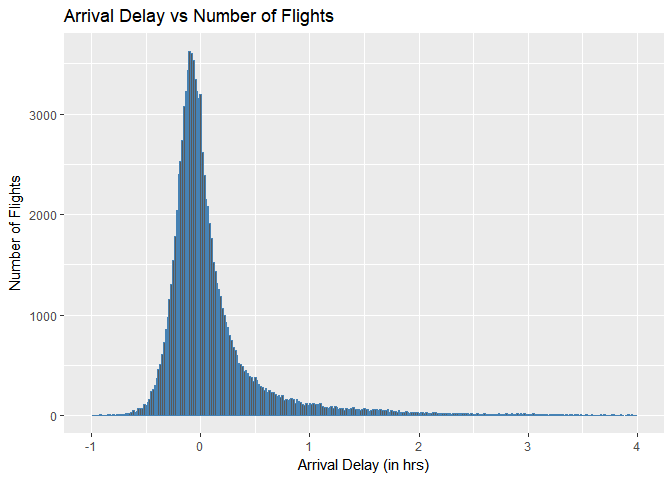 Arrival Delay vs Number of Flights
Number of Flights
3000
2000
1000
0
-1 0 1 2 3 4
Arrival Delay (in hrs)